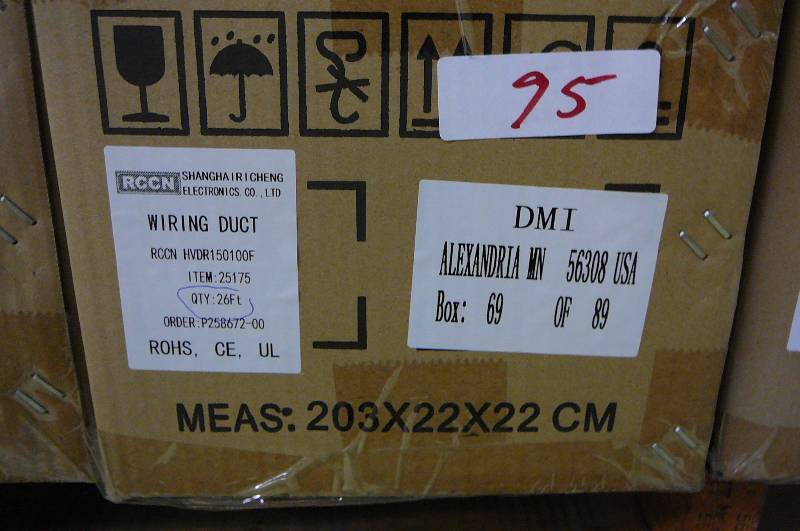 95
RCCN SHANGHAIRICHENG
ELECTRONICS. CO., LTD
WIRING DUCT
RCCN HVDR150100F
ITEM:25175
QTY:26Ft
ORDER:P258672-00
ROHS, CE, UL
DMI
ALEXANDRIA MN 56308 USA
Box: 69 OF 89
MEAS: 203X22X22 CM